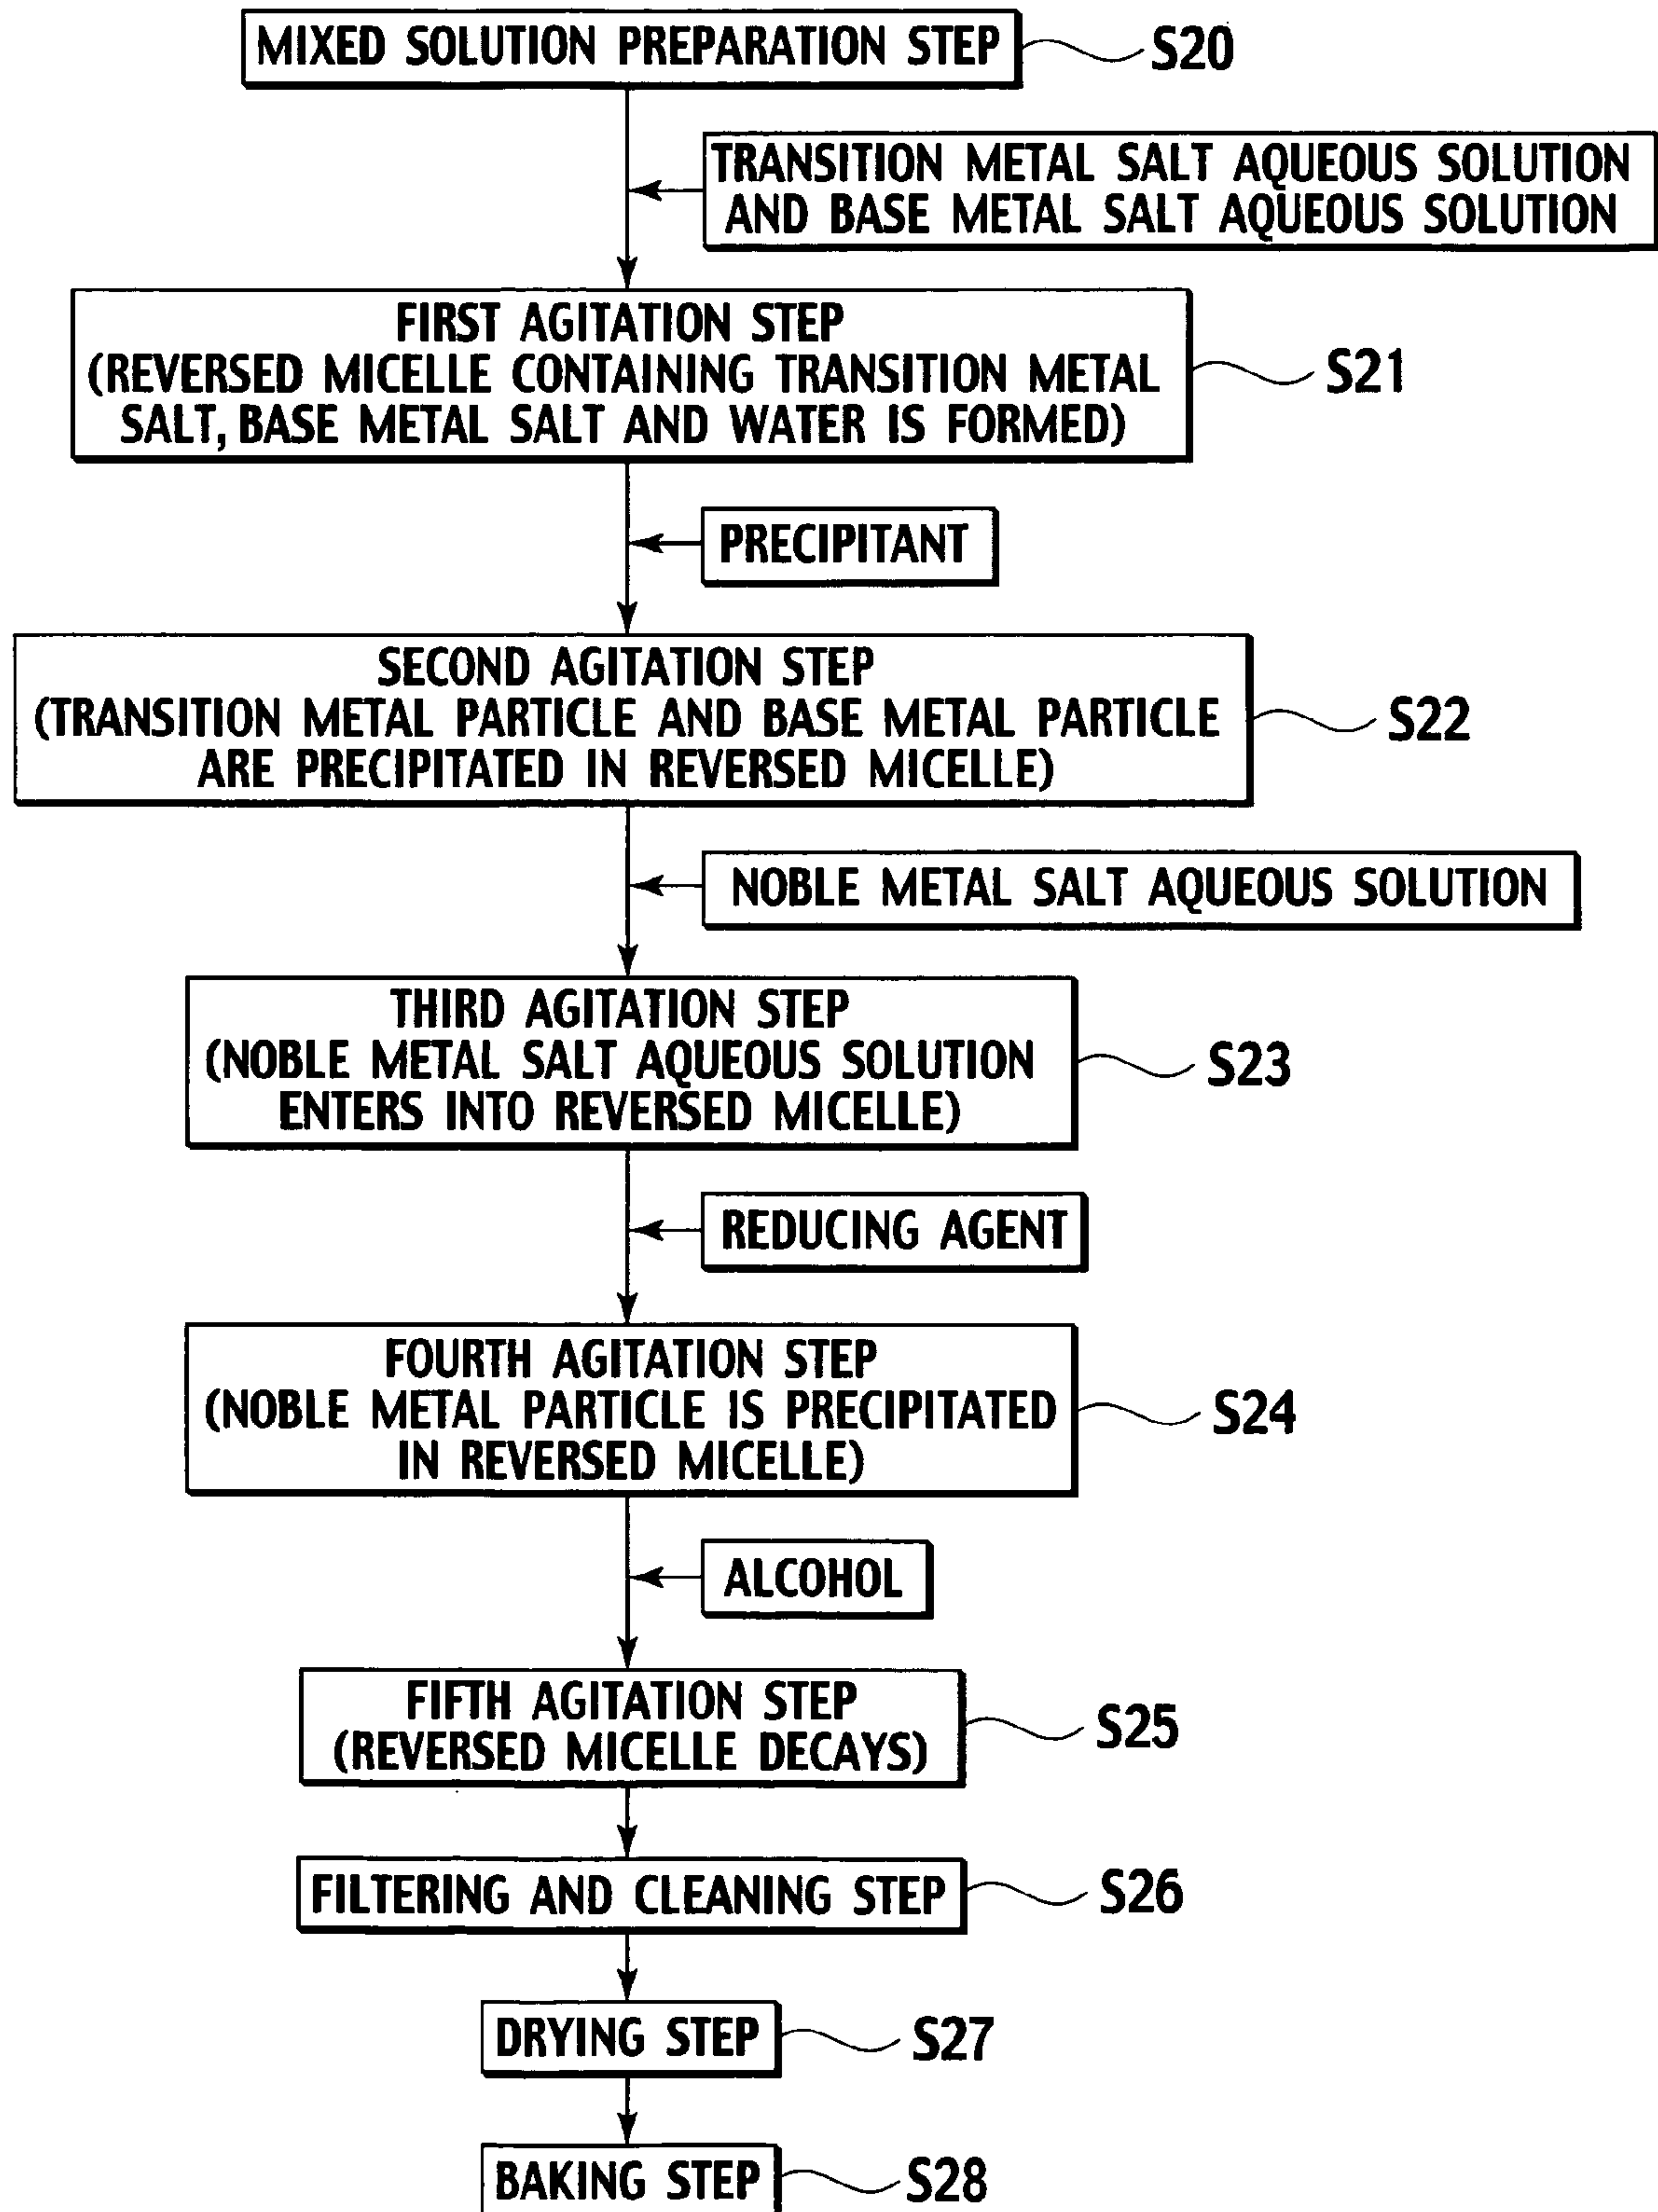 MIXED SOLUTION PREPARATION STEP
S20
TRANSITION METAL SALT AQUEOUS SOLUTION
AND BASE METAL SALT AQUEOUS SOLUTION
FIRST AGITATION STEP
(REVERSED MICELLE CONTAINING TRANSITION METAL
SALT, BASE METAL SALT AND WATER IS FORMED)
S21
PRECIPITANT
SECOND AGITATION STEP
(TRANSITION METAL PARTICLE AND BASE METAL PARTICLE
ARE PRECIPITATED IN REVERSED MICELLE)
S22
NOBLE METAL SALT AQUEOUS SOLUTION
THIRD AGITATION STEP
(NOBLE METAL SALT AQUEOUS SOLUTION
ENTERS INTO REVERSED MICELLE)
S23
REDUCING AGENT
FOURTH AGITATION STEP
(NOBLE METAL PARTICLE IS PRECIPITATED
IN REVERSED MICELLE)
S24
ALCOHOL
FIFTH AGITATION STEP
(REVERSED MICELLE DECAYS)
S25
FILTERING AND CLEANING STEP
S26
DRYING STEP
S27
BAKING STEP
S28